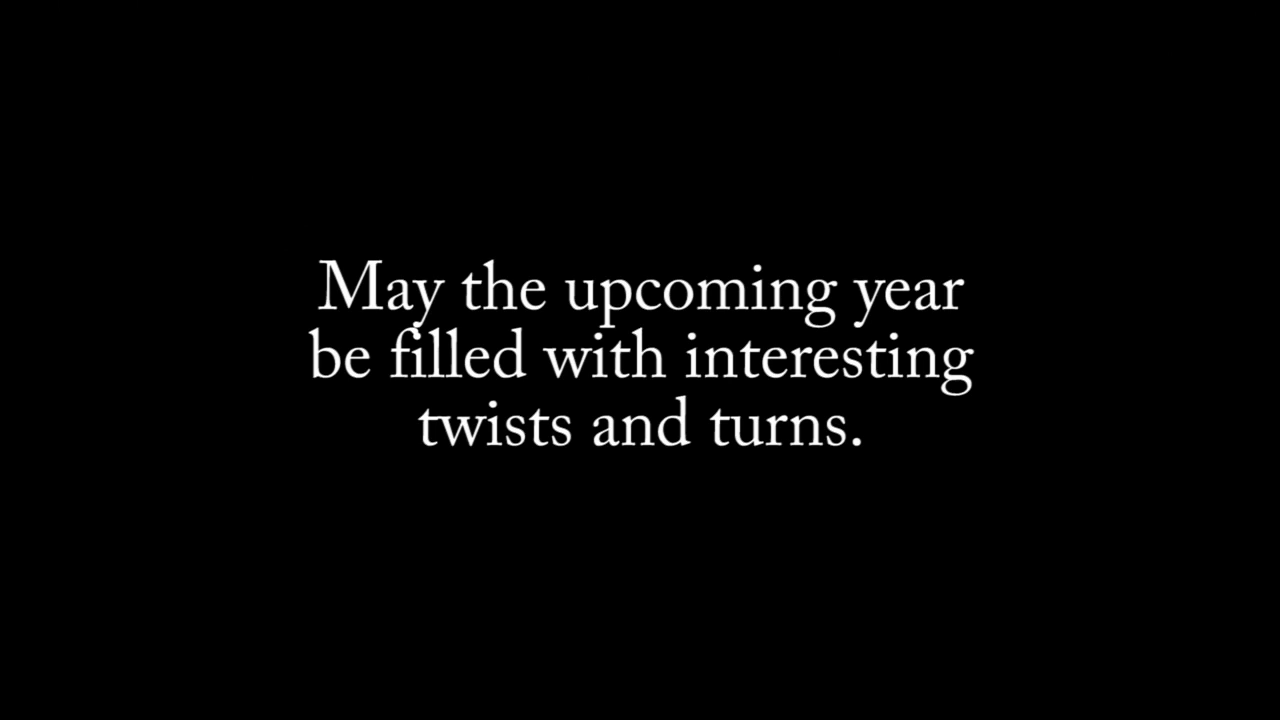 May the upcoming year
be filled with interesting
twists and turns.